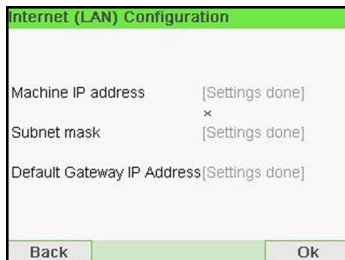 Internet (LAN) Configuration
Machine IP address [Settings done]
×
Subnet mask [Settings done]
Default Gateway IP Address[Settings done]
Back Ok